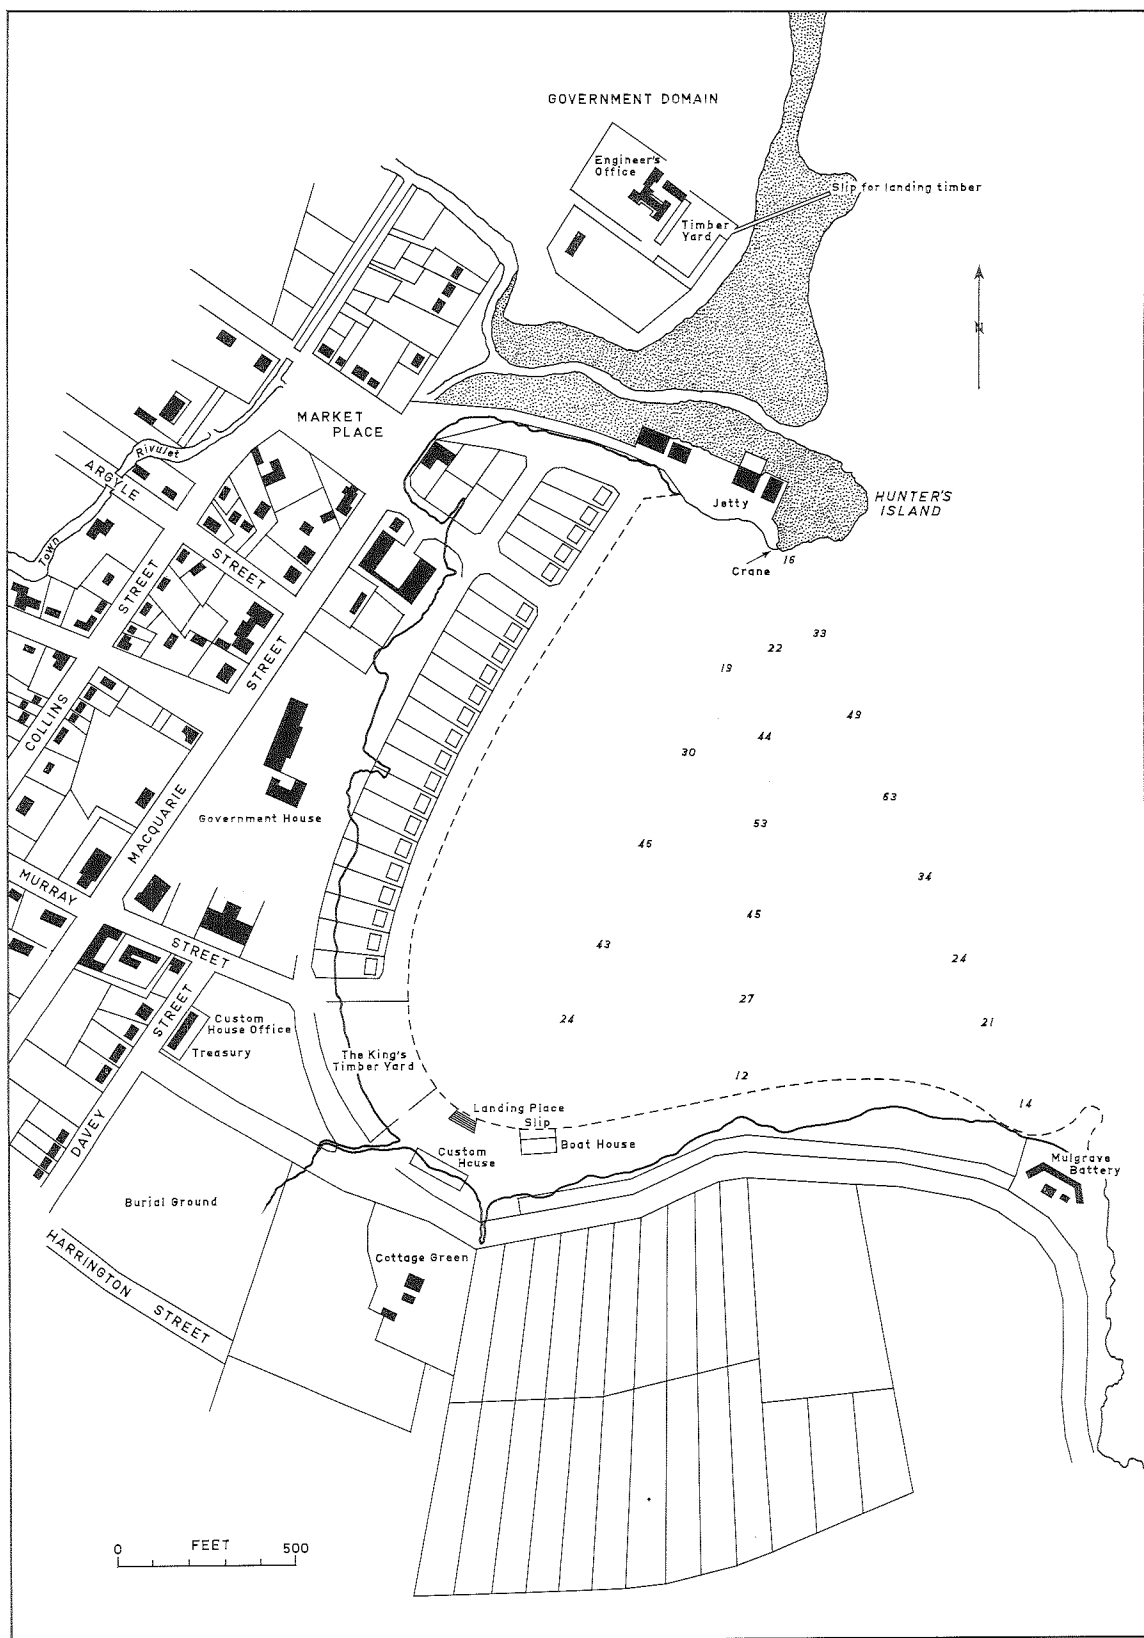 GOVERNMENT DOMAIN
Engineer's
Office
Slip for landing timber
Timber
Yard
N
MARKET
PLACE
Rivulet
Town
ARGYLE
STREET
HUNTER'S
ISLAND
Jetty
Crane
16
33
22
19
STREET
COLLINS
STREET
MACQUARIE
49
44
30
63
53
45
34
45
43
24
27
24
21
12
14
Government House
MURRAY
STREET
STREET
DAVEY
Custom
House Office
Treasury
The King's
Timber Yard
Landing Place
Slip
Boat House
Custom
House
Mulgrave
Battery
Burial Ground
Cottage Green
HARRINGTON STREET
0 FEET 500